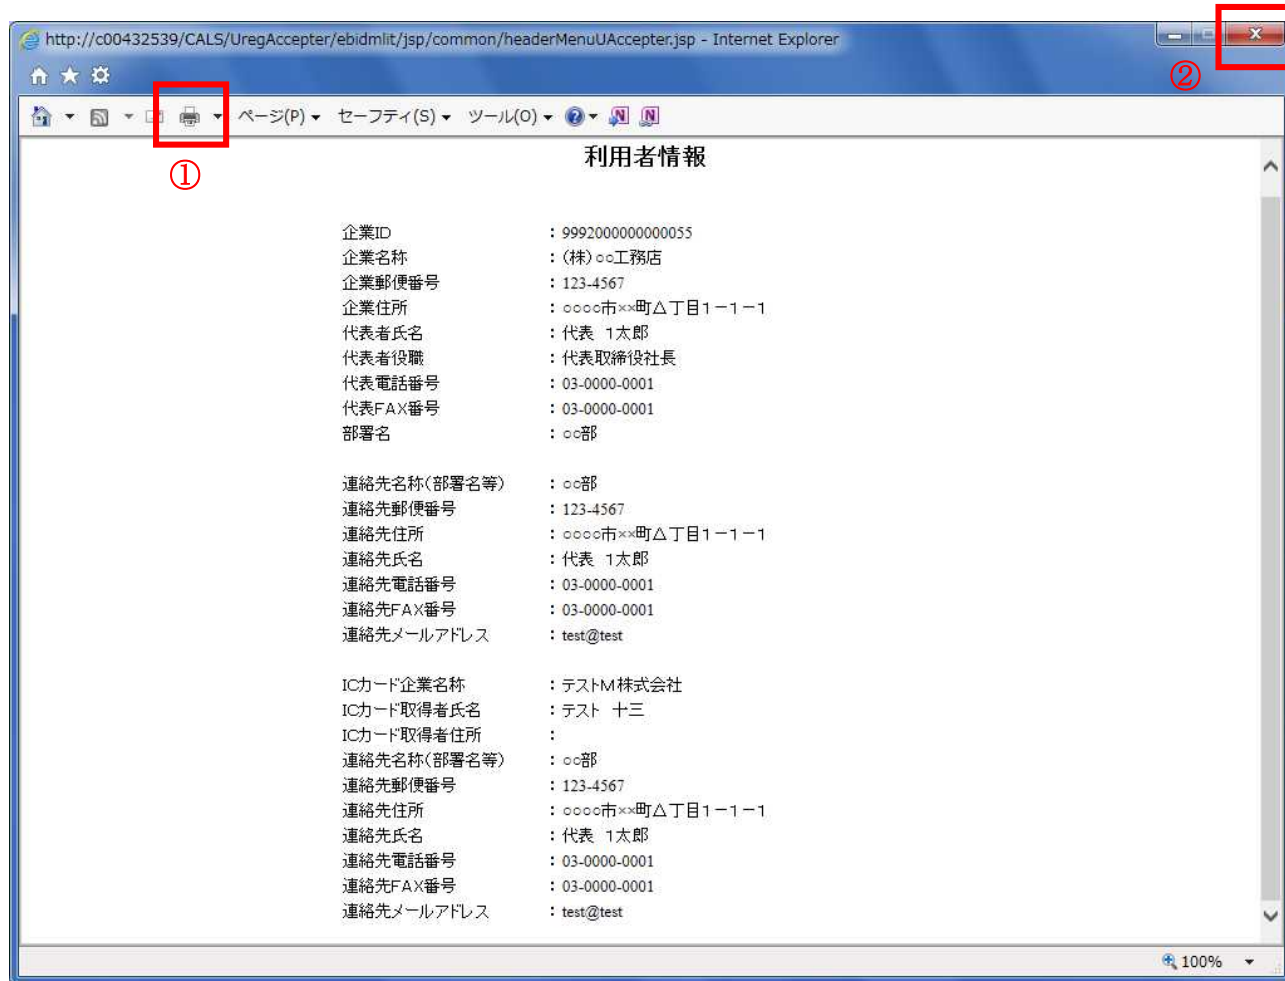 http://c00432539/CALS/UregAccepter/ebidmlit/jsp/common/headerMenuUAccepter.jsp - Internet Explorer
②
ページ(P) セーフティ(S) ツール(O)
①
利用者情報
企業ID : 9992000000000055
企業名称 : (株)○○工務店
企業郵便番号 : 123-4567
企業住所 : ○○○○市××町△丁目1-1-1
代表者氏名 : 代表 1太郎
代表者役職 : 代表取締役社長
代表電話番号 : 03-0000-0001
代表FAX番号 : 03-0000-0001
部署名 : ○○部
連絡先名称(部署名等) : ○○部
連絡先郵便番号 : 123-4567
連絡先住所 : ○○○○市××町△丁目1-1-1
連絡先氏名 : 代表 1太郎
連絡先電話番号 : 03-0000-0001
連絡先FAX番号 : 03-0000-0001
連絡先メールアドレス : test@test
ICカード企業名称 : テストM株式会社
ICカード取得者氏名 : テスト 十三
ICカード取得者住所 :
連絡先名称(部署名等) : ○○部
連絡先郵便番号 : 123-4567
連絡先住所 : ○○○○市××町△丁目1-1-1
連絡先氏名 : 代表 1太郎
連絡先電話番号 : 03-0000-0001
連絡先FAX番号 : 03-0000-0001
連絡先メールアドレス : test@test
100%